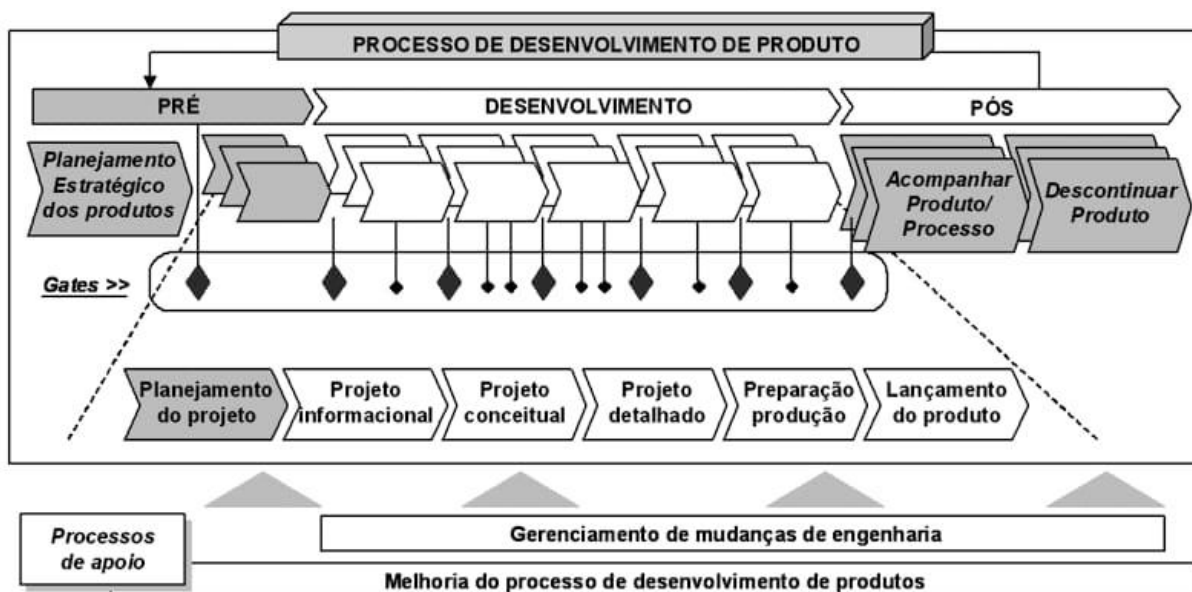 PROCESSO DE DESENVOLVIMENTO DE PRODUTO
PRÉ
DESENVOLVIMENTO
PÓS
Planejamento
Estratégico
dos produtos
Acompanhar
Produto/
Processo
Descontinuar
Produto
Gates >>
Planejamento
do projeto
Projeto
informacional
Projeto
conceitual
Projeto
detalhado
Preparação
produção
Lançamento
do produto
Processos
de apoio
Gerenciamento de mudanças de engenharia
Melhoria do processo de desenvolvimento de produtos